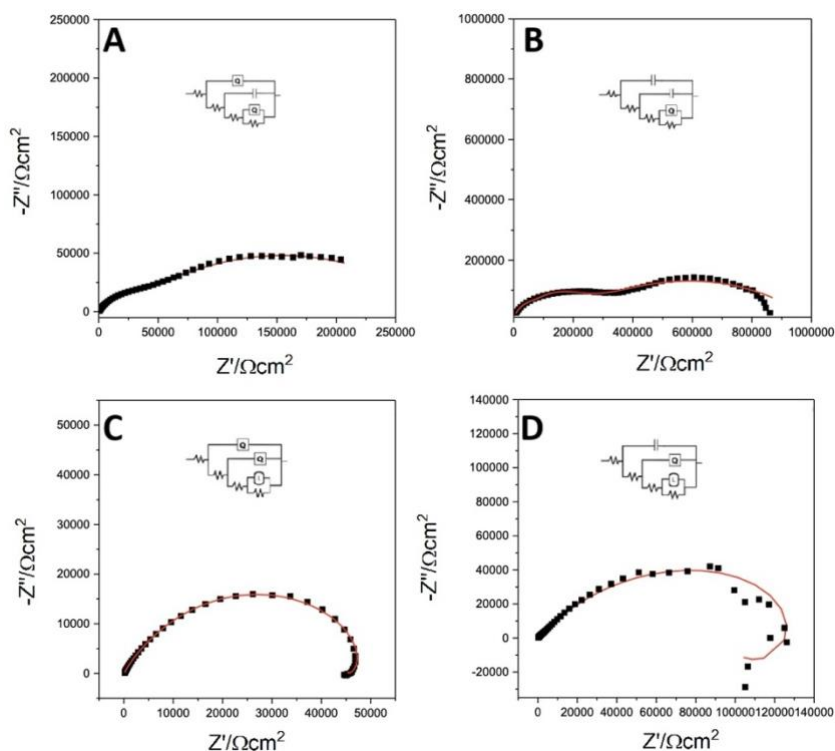 A
-Z"/Ωcm²
250000
200000
150000
100000
50000
0
Q
Q
0 50000 100000 150000 200000 250000
Z'/Ωcm²
B
-Z"/Ωcm²
1000000
800000
600000
400000
200000
0
Q
0 200000 400000 600000 800000 1000000
Z'/Ωcm²
C
-Z"/Ωcm²
50000
40000
30000
20000
10000
0
Q
Q
L
0 10000 20000 30000 40000 50000
Z'/Ωcm²
D
-Z"/Ωcm²
140000
120000
100000
80000
60000
40000
20000
0
-20000
Q
L
0 20000 40000 60000 80000 100000120000140000
Z'/Ωcm²